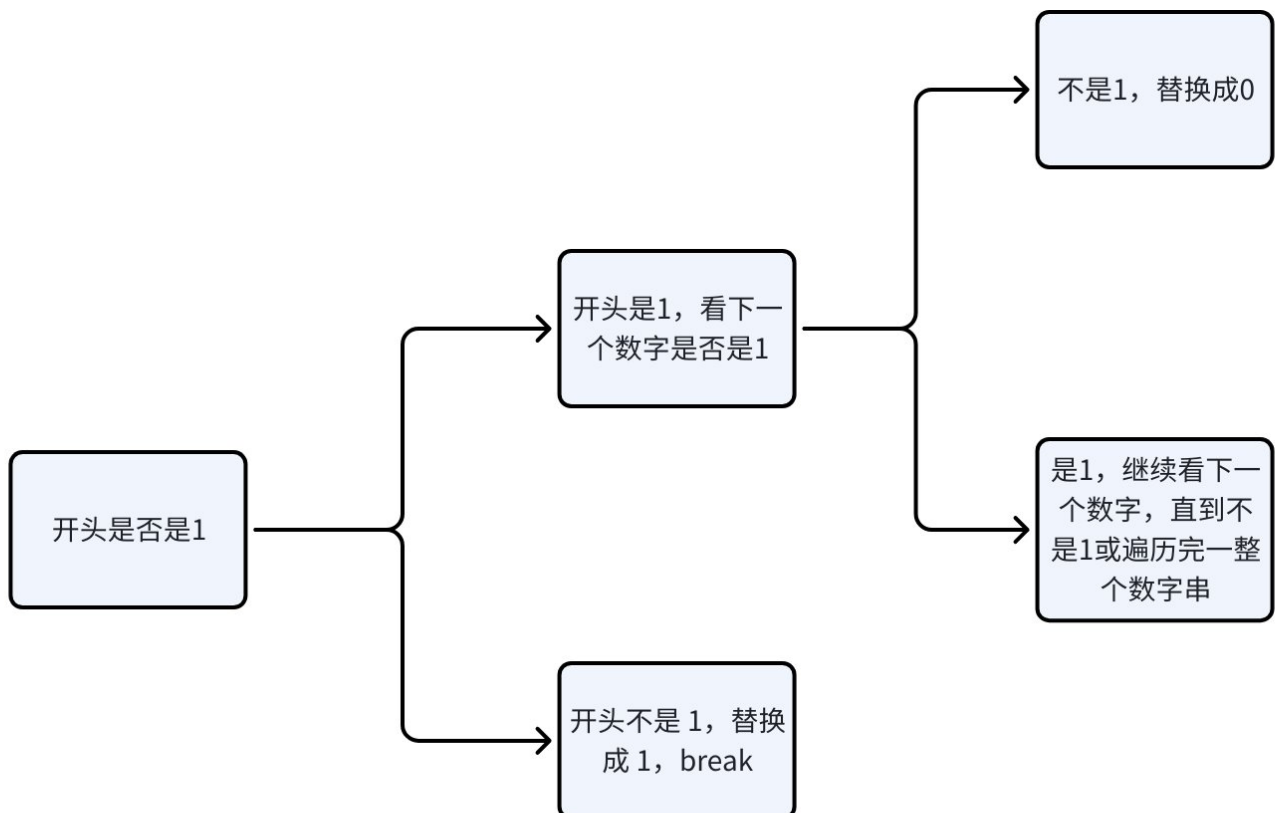 不是1，替换成0
开头是1，看下一
个数字是否是1
是1，继续看下一
个数字，直到不
是1或遍历完一整
个数字串
开头是否是1
开头不是 1，替换
成 1，break